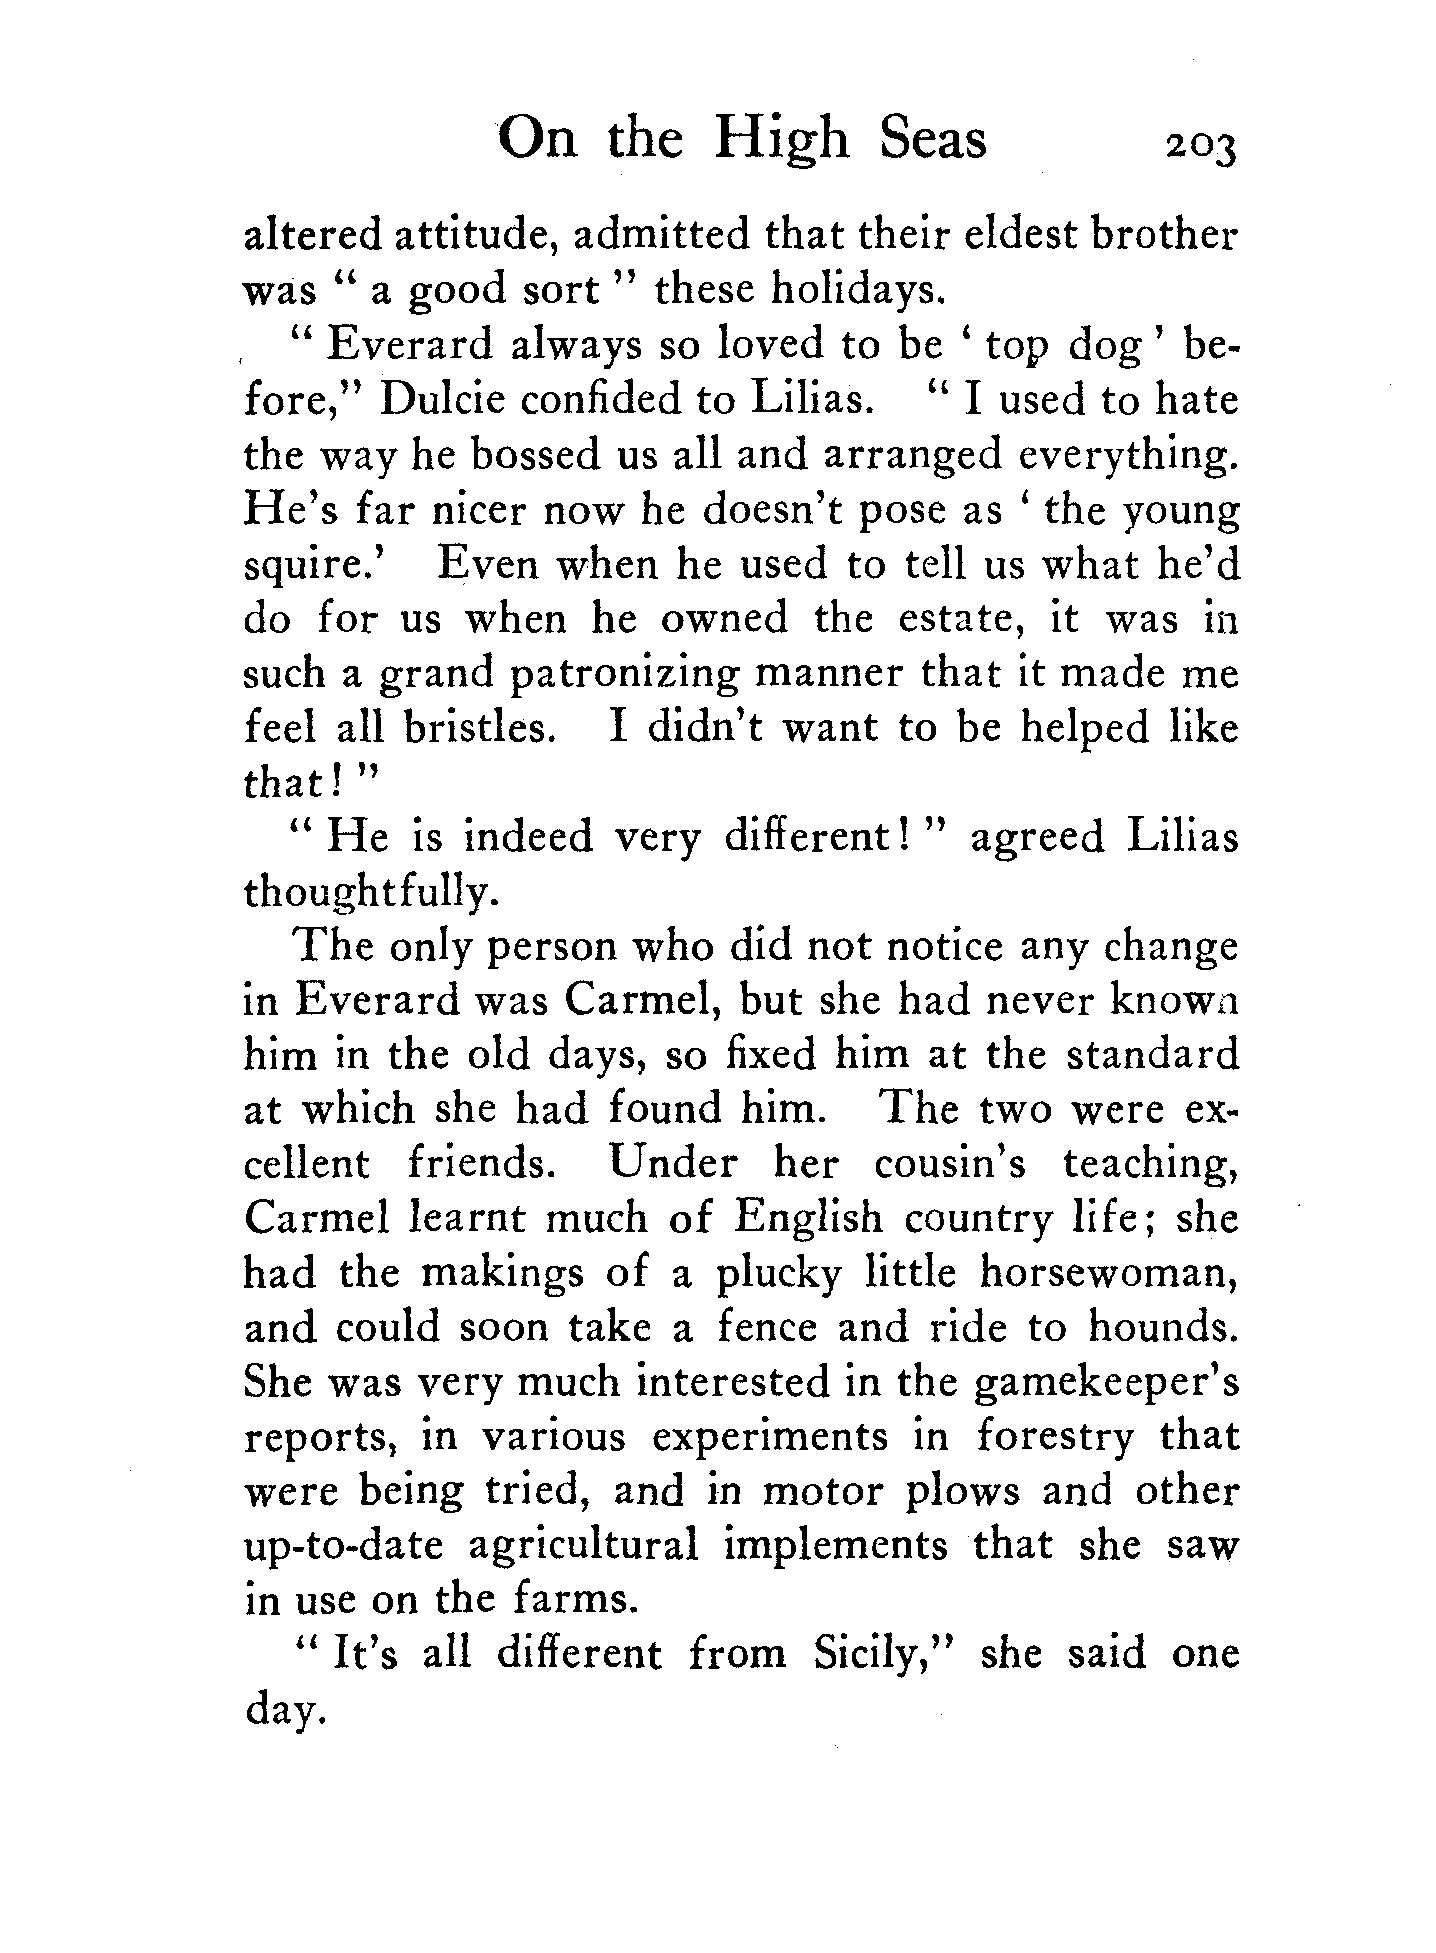 On the High Seas 203
altered attitude, admitted that their eldest brother
was “ a good sort ” these holidays.
“ Everard always so loved to be ‘ top dog ’ be-
fore,” Dulcie confided to Lilias. “ I used to hate
the way he bossed us all and arranged everything.
He’s far nicer now he doesn’t pose as ‘ the young
squire.’ Even when he used to tell us what he’d
do for us when he owned the estate, it was in
such a grand patronizing manner that it made me
feel all bristles. I didn’t want to be helped like
that! ”
“ He is indeed very different! ” agreed Lilias
thoughtfully.
The only person who did not notice any change
in Everard was Carmel, but she had never known
him in the old days, so fixed him at the standard
at which she had found him. The two were ex-
cellent friends. Under her cousin’s teaching,
Carmel learnt much of English country life; she
had the makings of a plucky little horsewoman,
and could soon take a fence and ride to hounds.
She was very much interested in the gamekeeper’s
reports, in various experiments in forestry that
were being tried, and in motor plows and other
up-to-date agricultural implements that she saw
in use on the farms.
“ It’s all different from Sicily,” she said one
day.